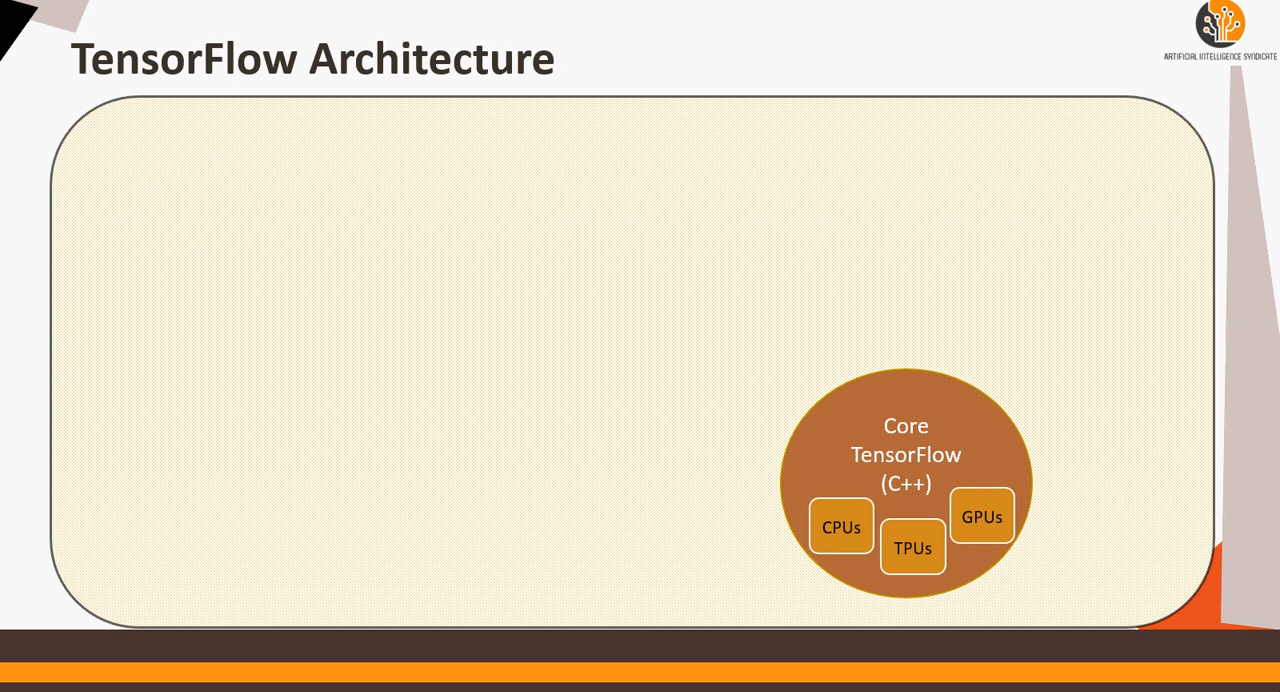 TensorFlow Architecture
ARTIFICIAL INTELLIGENCE SYNDICATE
Core
TensorFlow
(C++)
CPUs
TPUs
GPUs